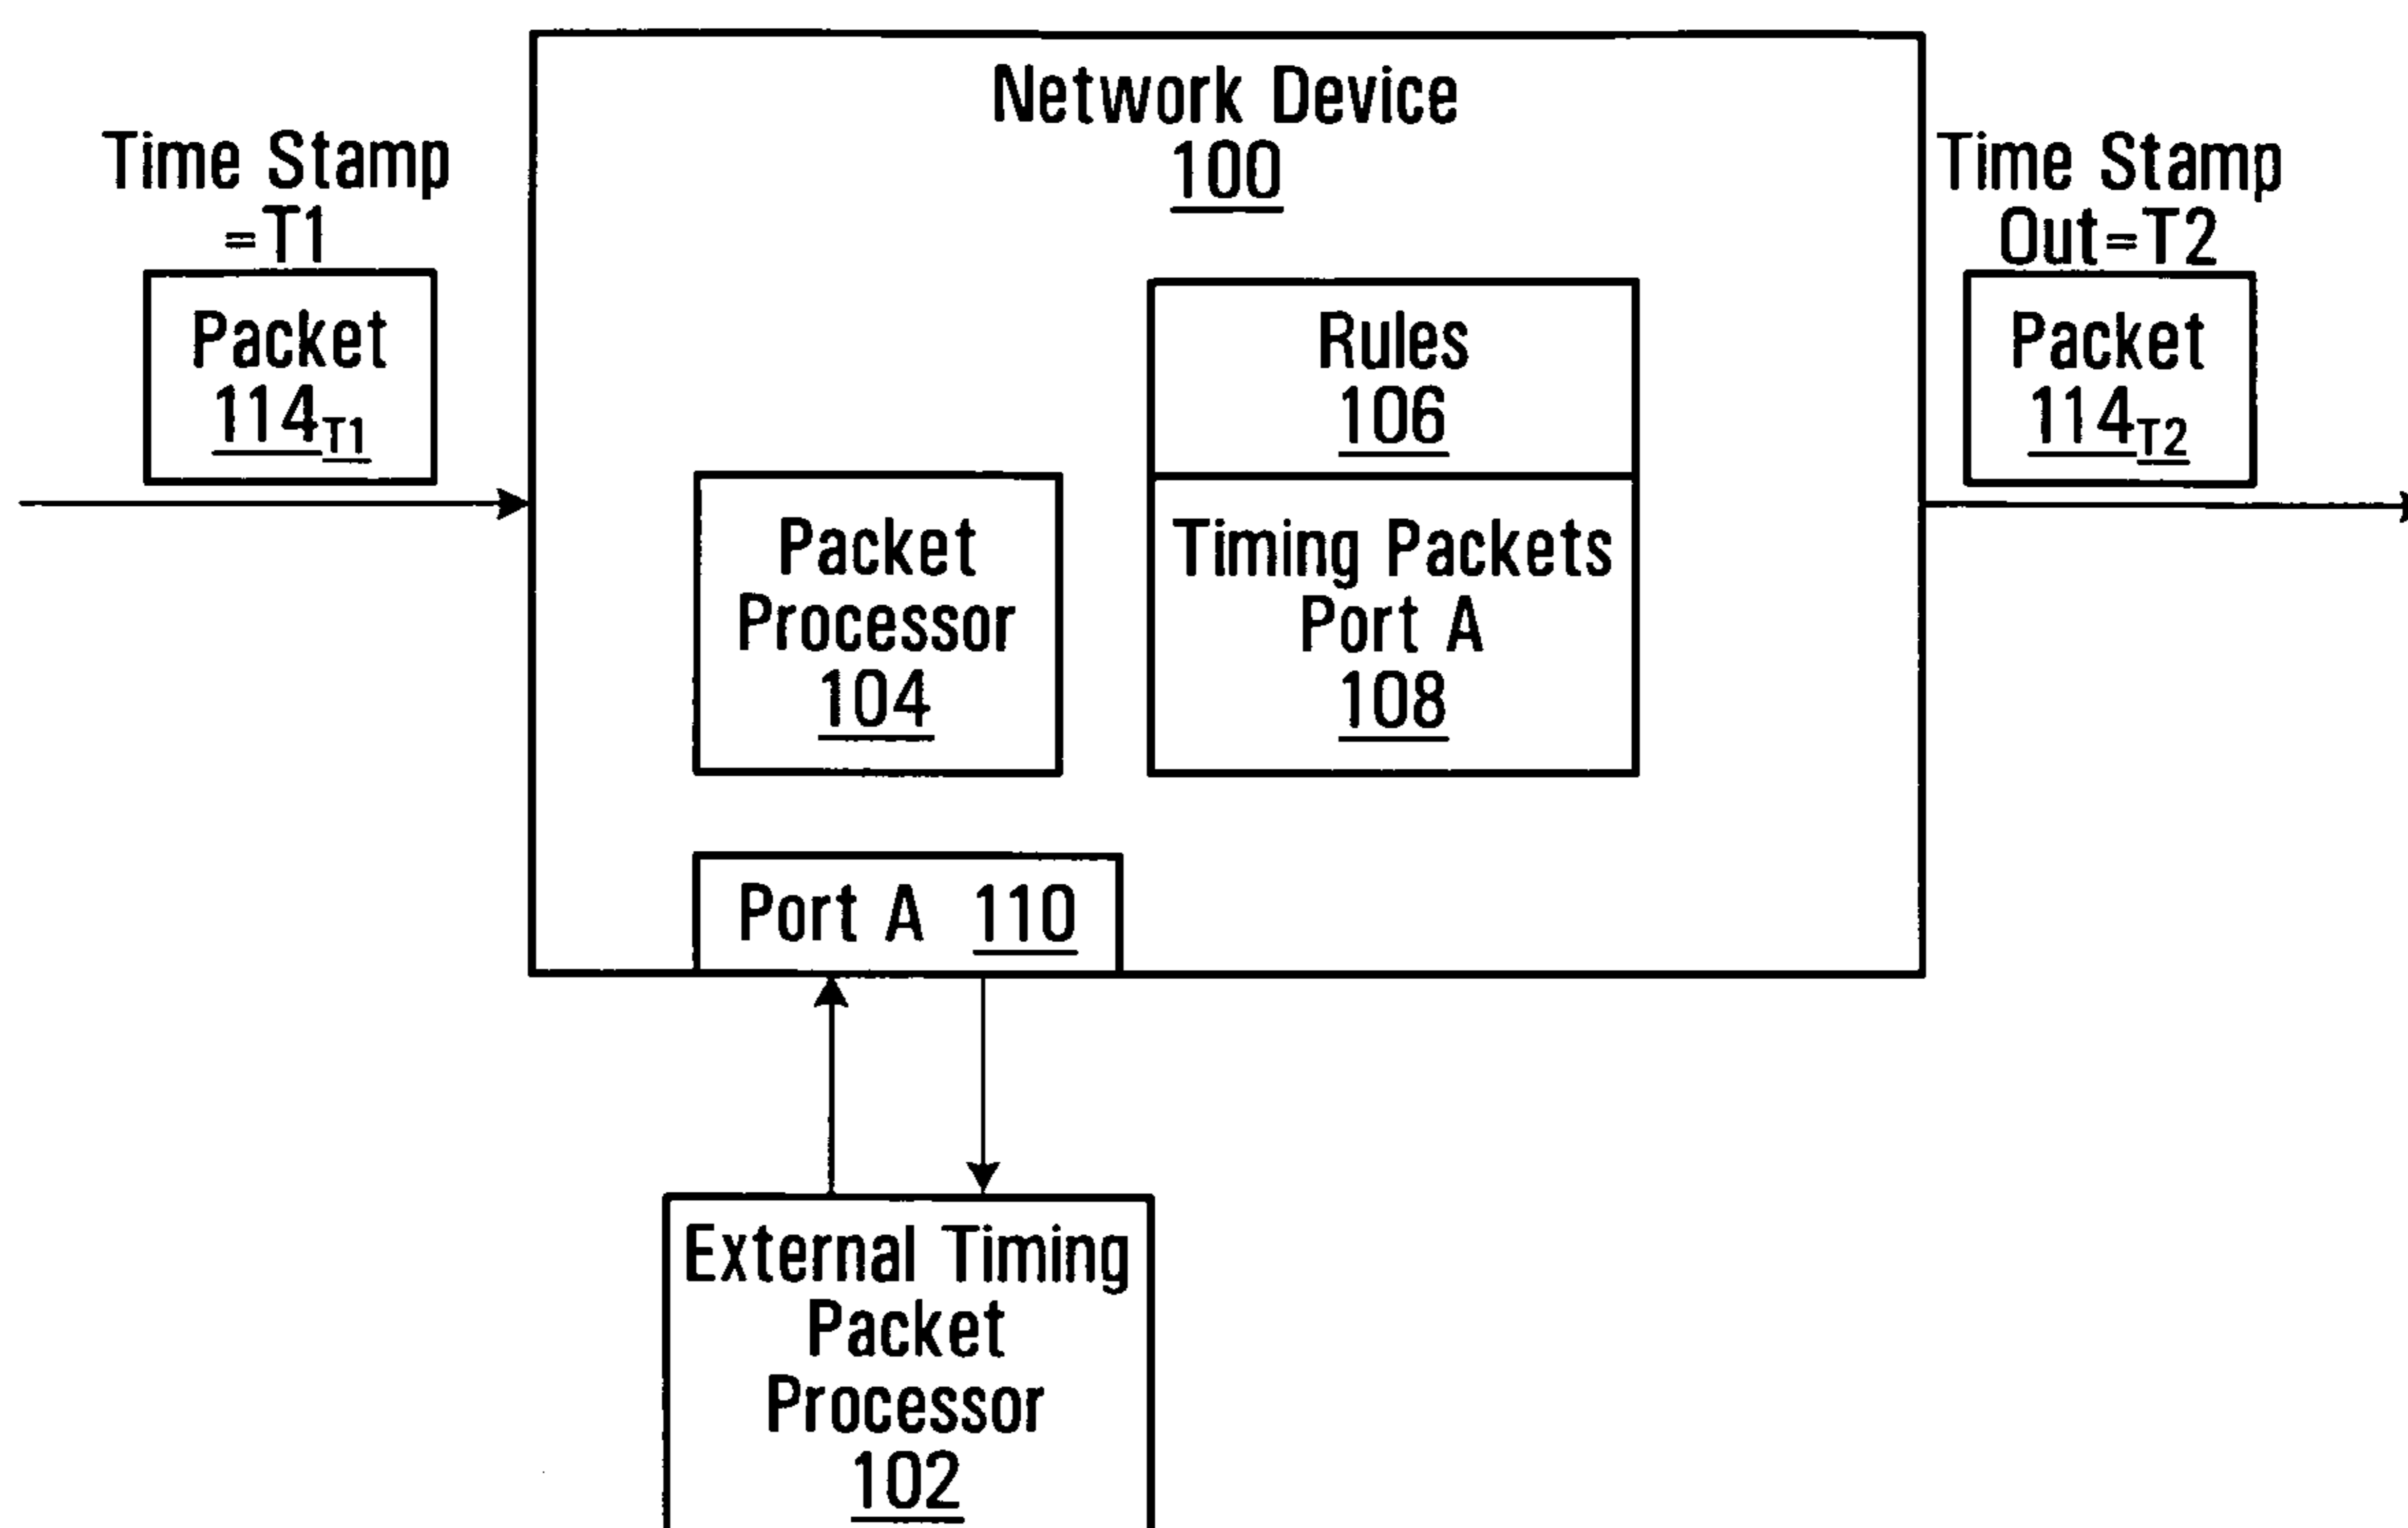 Network Device
100
Time Stamp
=T1
Packet
114T1
Time Stamp
Out=T2
Packet
114T2
Rules
106
Packet
Processor
104
Timing Packets
Port A
108
Port A 110
External Timing
Packet
Processor
102